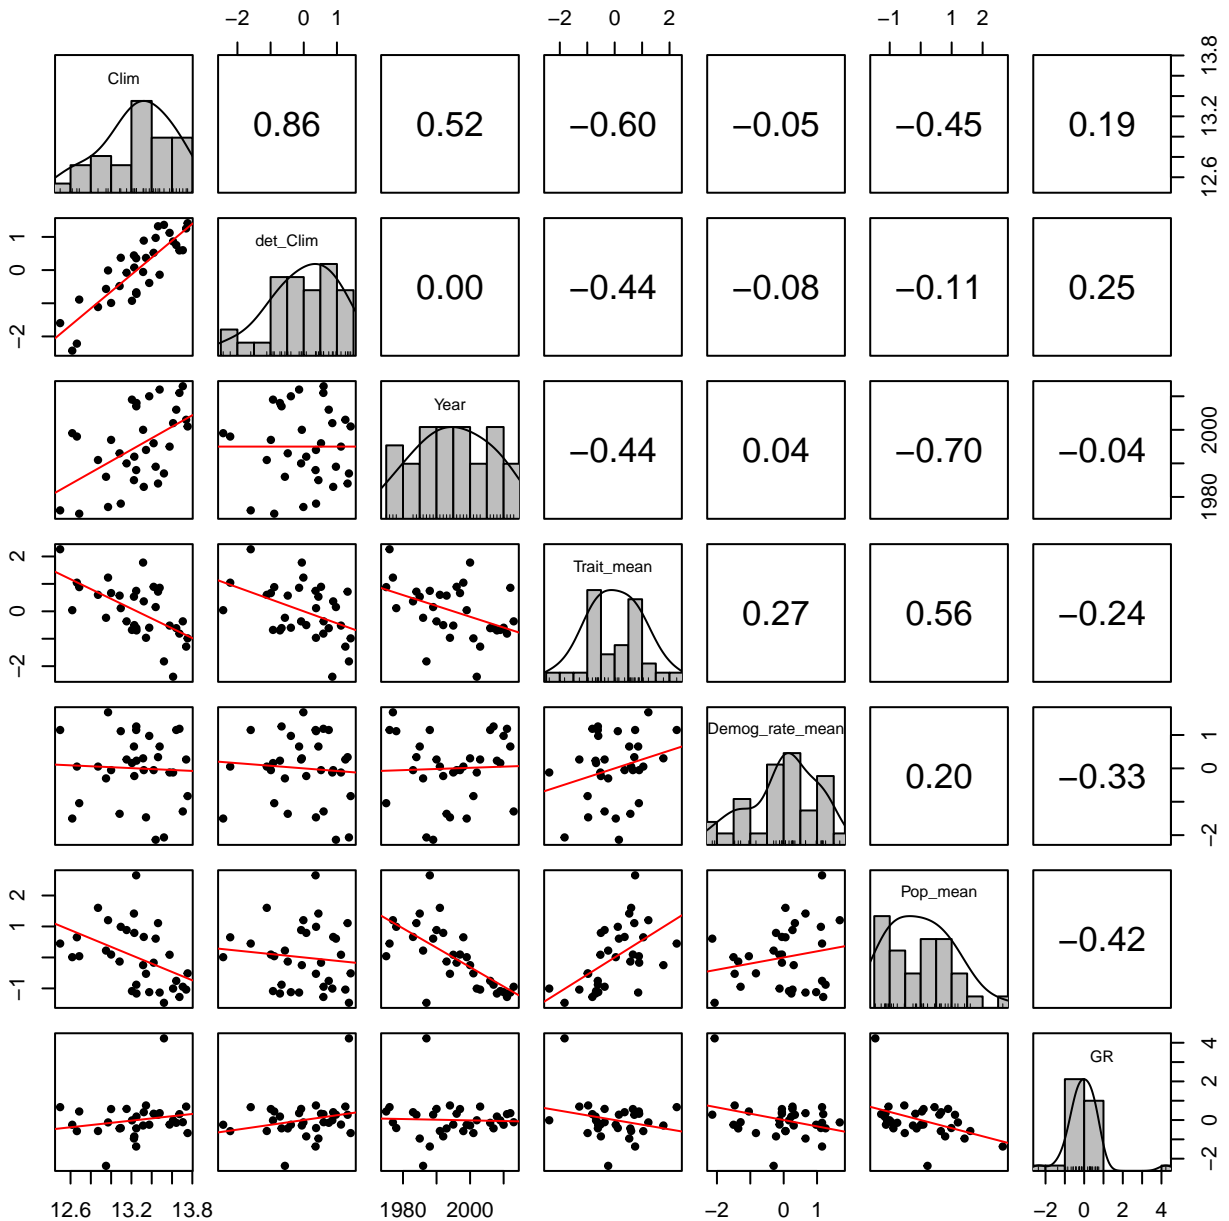 −2 0 1 −2 0 2 −1 1 2
Clim 0.86 0.52 −0.60 −0.05 −0.45 0.19 12.6 13.2 13.8
−2 0 1 det_Clim 0.00 −0.44 −0.08 −0.11 0.25
Year −0.44 0.04 −0.70 −0.04 1980 2000
−2 0 1 2 Trait_mean 0.27 0.56 −0.24
Demog_rate_mean 0.20 −0.33 −2 0 1
−1 1 2 Pop_mean −0.42
GR −2 0 1 2 4
12.6 13.2 13.8 1980 2000 −2 0 1 −2 0 2 4